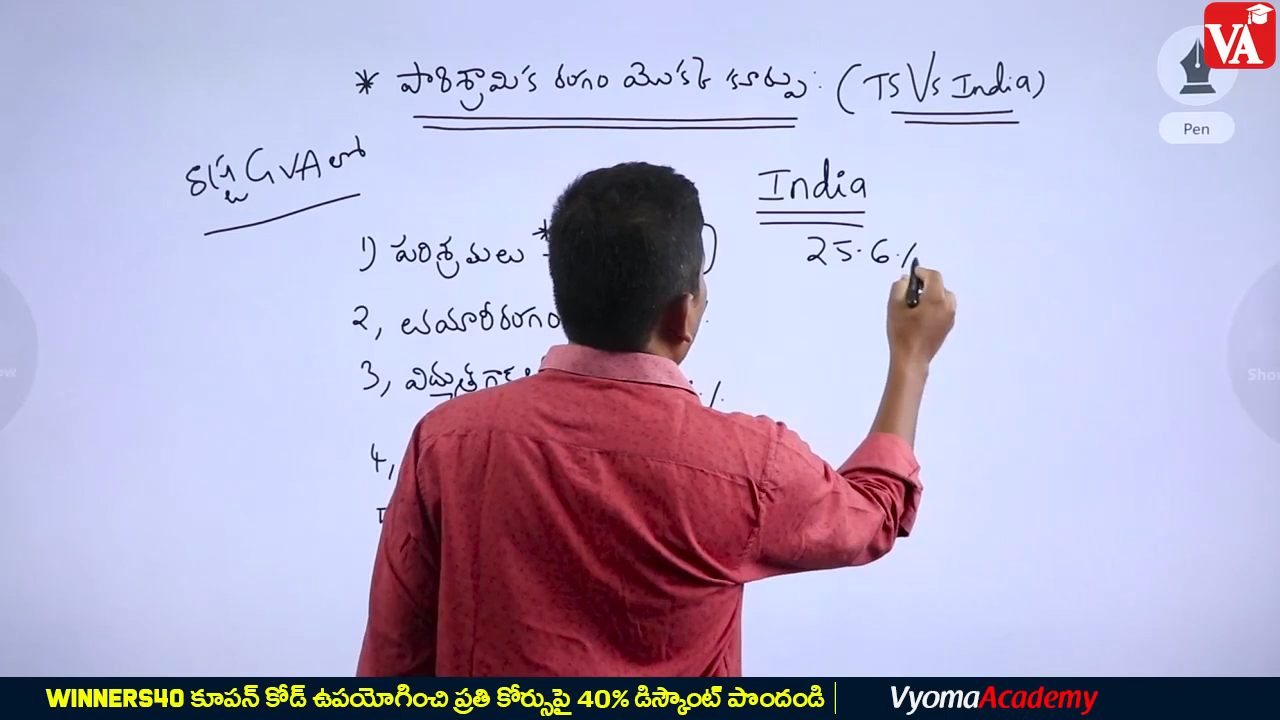 VA
* పారిశ్రామిక రంగం యొక్క కూర్పు : (TS Vs India)
Pen
రాష్ట్ర GVA లో
India
1) పరిశ్రమలు *
25.6%
2, తయారీరంగం
3,
4,
WINNERS40 కూపన్ కోడ్ ఉపయోగించి ప్రతి కోర్సుపై 40% డిస్కౌంట్ పొందండి
VyomaAcademy